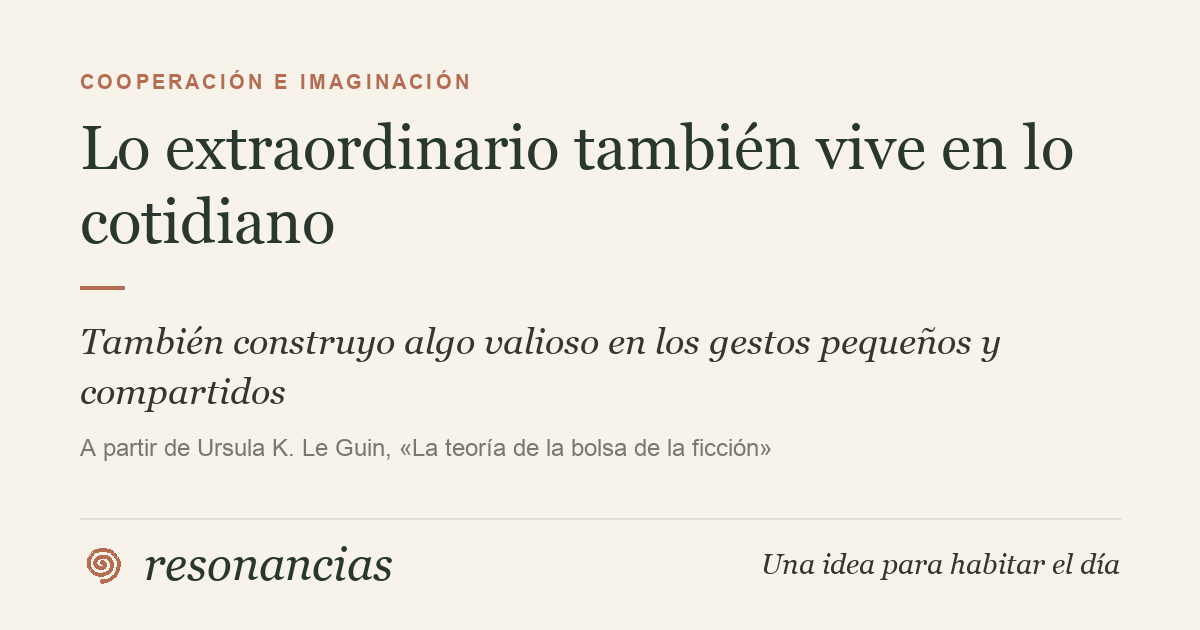 COOPERACIÓN E IMAGINACIÓN
Lo extraordinario también vive en lo
cotidiano
También construyo algo valioso en los gestos pequeños y
compartidos
A partir de Ursula K. Le Guin, «La teoría de la bolsa de la ficción»
resonancias
Una idea para habitar el día